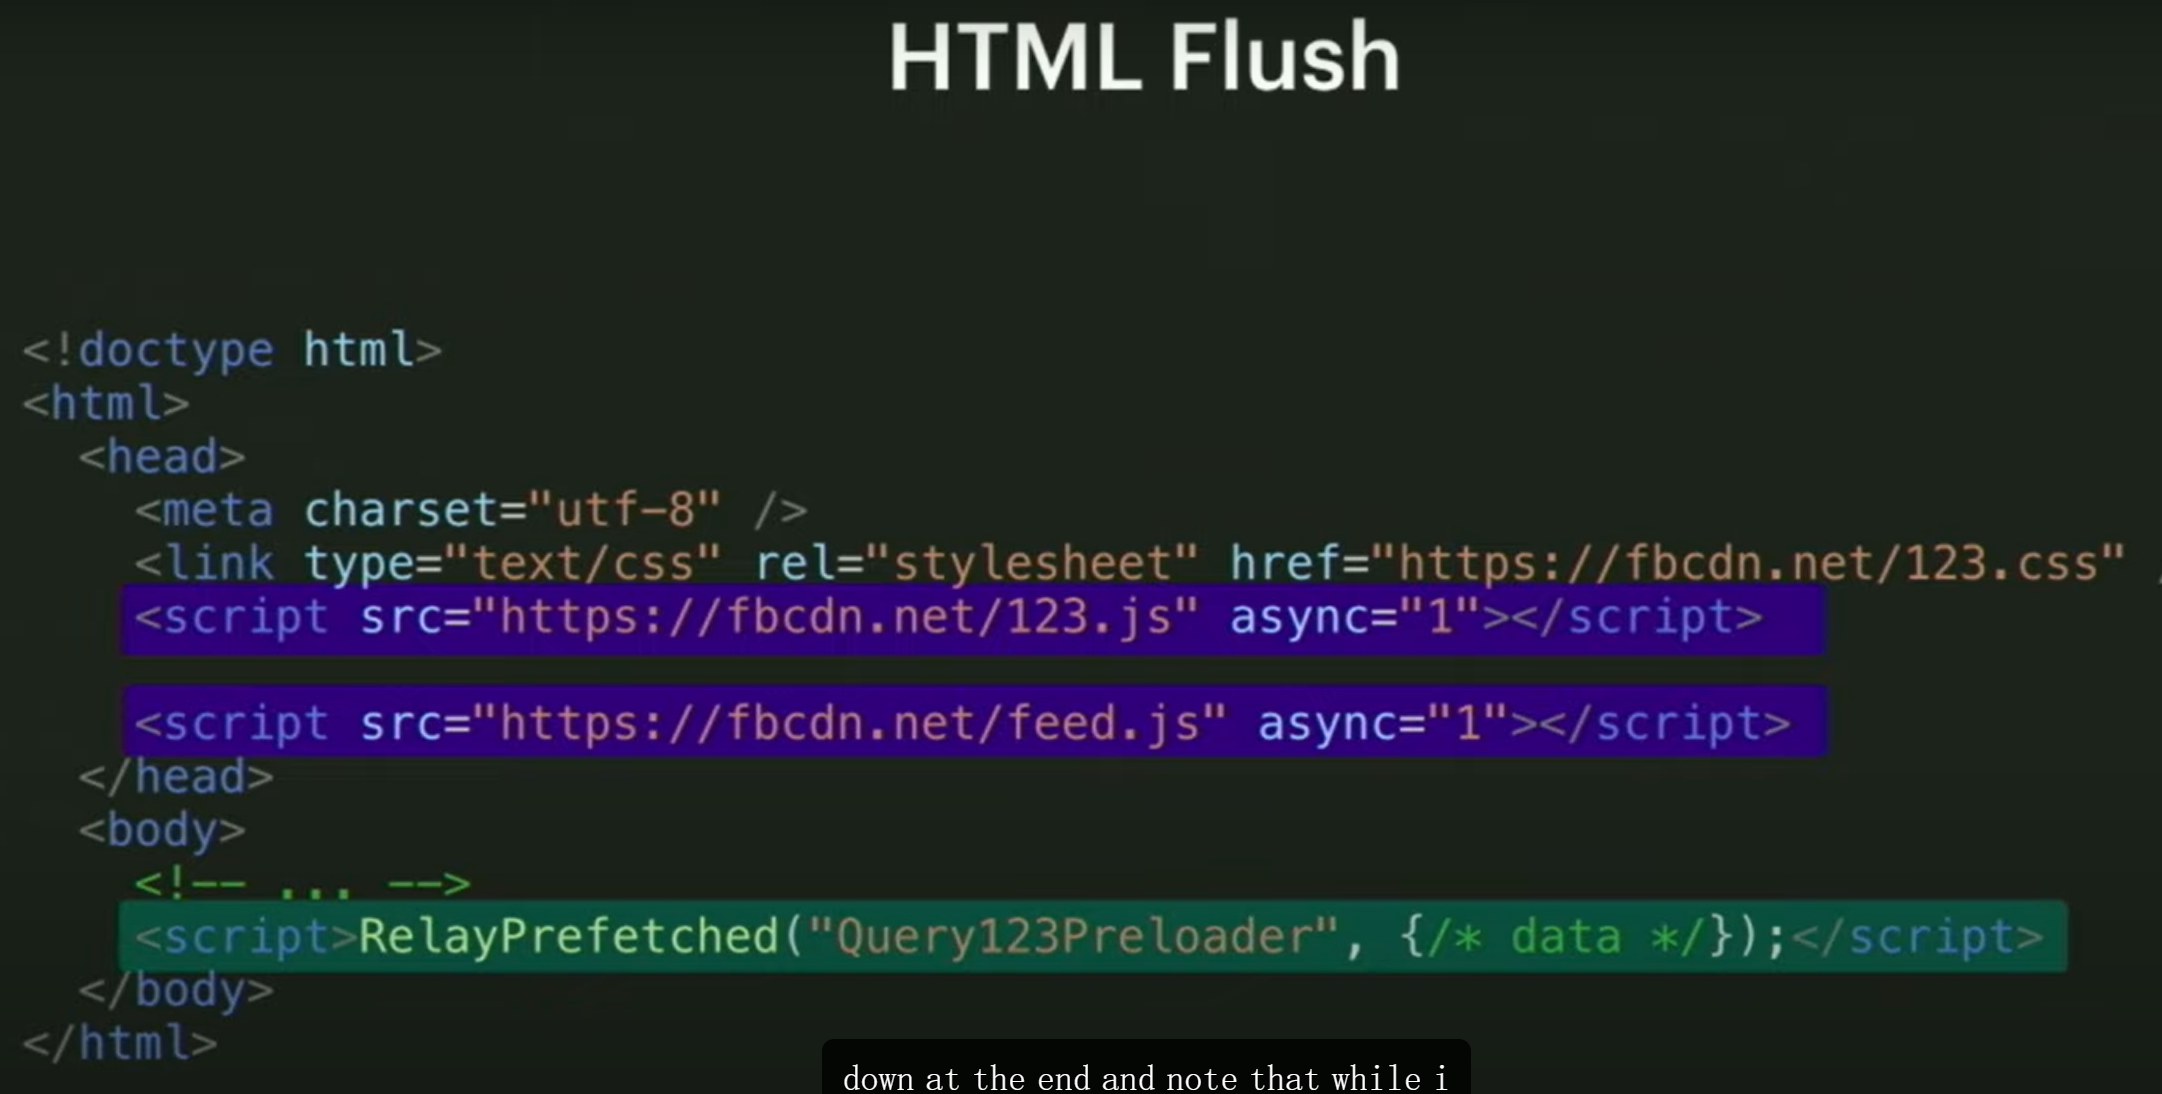 HTML Flush
<!doctype html>
<html>
<head>
<meta charset="utf-8" />
<link type="text/css" rel="stylesheet" href="https://fbcdn.net/123.css" /
<script src="https://fbcdn.net/123.js" async="1"></script>
<script src="https://fbcdn.net/feed.js" async="1"></script>
</head>
<body>
<!-- ... -->
<script>RelayPrefetched("Query123Preloader", {/* data */});</script>
</body>
</html>
down at the end and note that while i